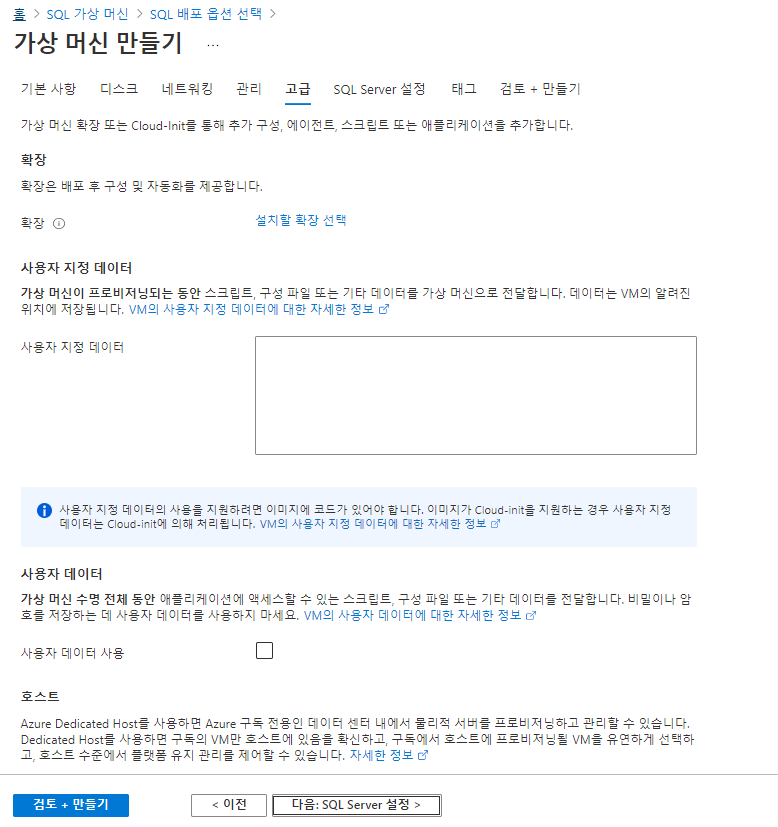 홈 > SQL 가상 머신 > SQL 배포 옵션 선택 >
가상 머신 만들기 ...
기본 사항 디스크 네트워킹 관리 고급 SQL Server 설정 태그 검토 + 만들기
가상 머신 확장 또는 Cloud-Init를 통해 추가 구성, 에이전트, 스크립트 또는 애플리케이션을 추가합니다.
확장
확장은 배포 후 구성 및 자동화를 제공합니다.
확장 설치할 확장 선택
사용자 지정 데이터
가상 머신이 프로비저닝되는 동안 스크립트, 구성 파일 또는 기타 데이터를 가상 머신으로 전달합니다. 데이터는 VM의 알려진
위치에 저장됩니다. VM의 사용자 지정 데이터에 대한 자세한 정보
사용자 지정 데이터
사용자 지정 데이터의 사용을 지원하려면 이미지에 코드가 있어야 합니다. 이미지가 Cloud-init을 지원하는 경우 사용자 지정
데이터는 Cloud-init에 의해 처리됩니다. VM의 사용자 지정 데이터에 대한 자세한 정보
사용자 데이터
가상 머신 수명 전체 동안 애플리케이션에 액세스할 수 있는 스크립트, 구성 파일 또는 기타 데이터를 전달합니다. 비밀이나 암
호를 저장하는 데 사용자 데이터를 사용하지 마세요. VM의 사용자 데이터에 대한 자세한 정보
사용자 데이터 사용
호스트
Azure Dedicated Host를 사용하면 Azure 구독 전용인 데이터 센터 내에서 물리적 서버를 프로비저닝하고 관리할 수 있습니다.
Dedicated Host를 사용하면 구독의 VM만 호스트에 있음을 확신하고, 구독에서 호스트에 프로비저닝될 VM을 유연하게 선택하
고, 호스트 수준에서 플랫폼 유지 관리를 제어할 수 있습니다. 자세한 정보
검토 + 만들기 < 이전 다음: SQL Server 설정 >